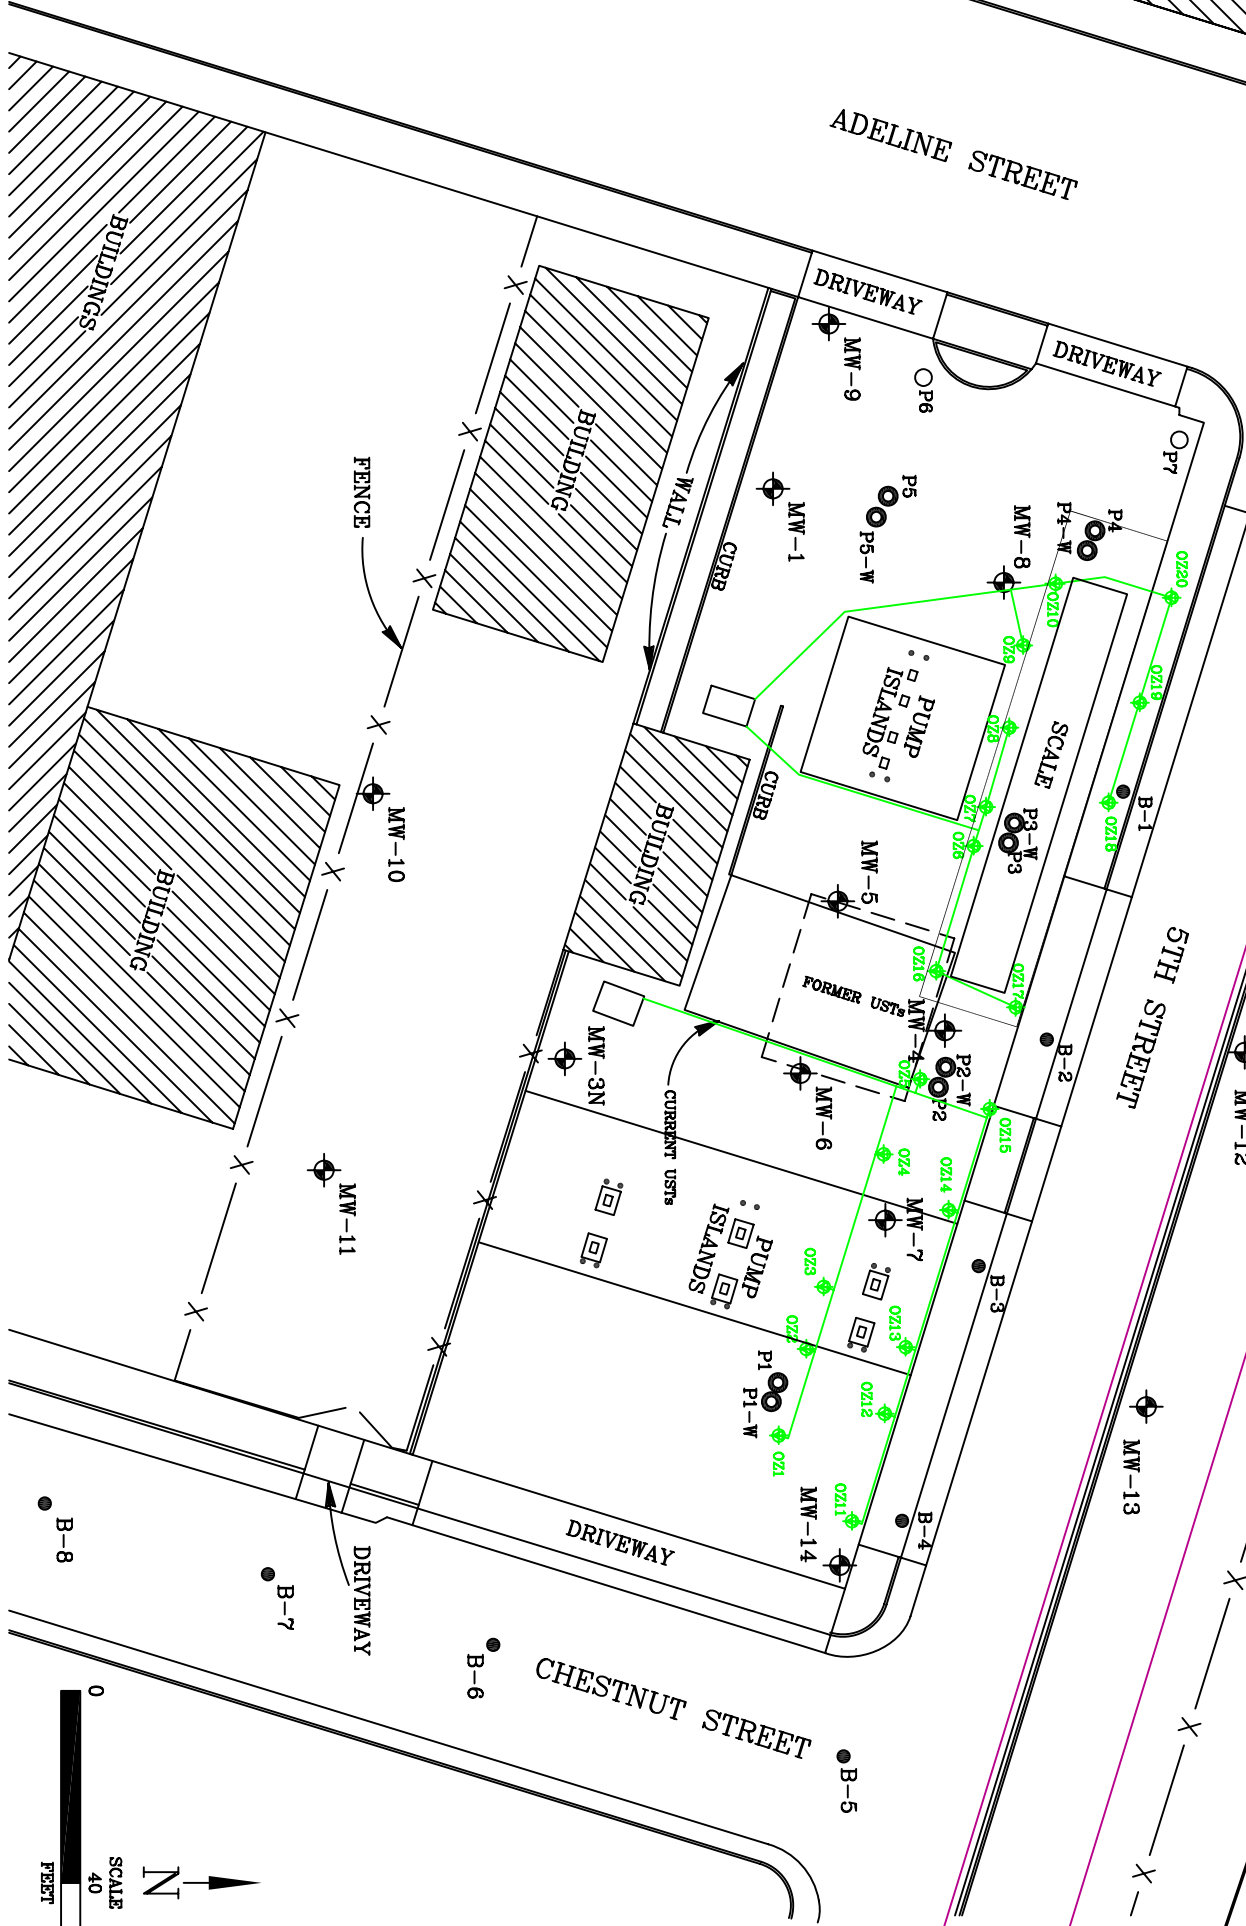 ADELINE STREET
DRIVEWAY
DRIVEWAY
BUILDINGS
MW-9
P6
P7
BUILDING
WALL
FENCE
P5
P5-W
MW-1
CURB
MW-8
P4
P4-W
OZ20
OZ10
OZ9
OZ19
OZ8
PUMP
ISLANDS
SCALE
B-1
OZ18
OZ7
OZ6
P3-W
P3
CURB
MW-5
BUILDING
MW-10
BUILDING
5TH STREET
FORMER USTs
OZ16
OZ17
MW-4
B-2
MW-12
P2-W
P2
OZ5
OZ15
MW-3N
MW-6
CURRENT USTs
OZ4
OZ14
MW-7
MW-11
PUMP
ISLANDS
OZ3
B-3
OZ2
OZ13
P1
P1-W
OZ12
OZ1
OZ11
MW-13
MW-14
B-4
DRIVEWAY
DRIVEWAY
B-8
B-7
B-6
CHESTNUT STREET
B-5
0
40
SCALE
FEET
N